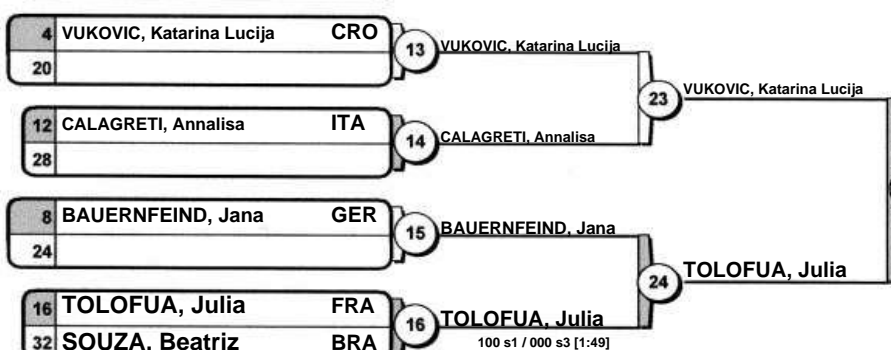 4 VUKOVIC, Katarina Lucija CRO
13 VUKOVIC, Katarina Lucija
20
23 VUKOVIC, Katarina Lucija
12 CALAGRETI, Annalisa ITA
14 CALAGRETI, Annalisa
28
8 BAUERNFEIND, Jana GER
15 BAUERNFEIND, Jana
24
24 TOLOFUA, Julia
16 TOLOFUA, Julia FRA
16 TOLOFUA, Julia
32 SOUZA, Beatriz BRA
100 s1 / 000 s3 [1:49]